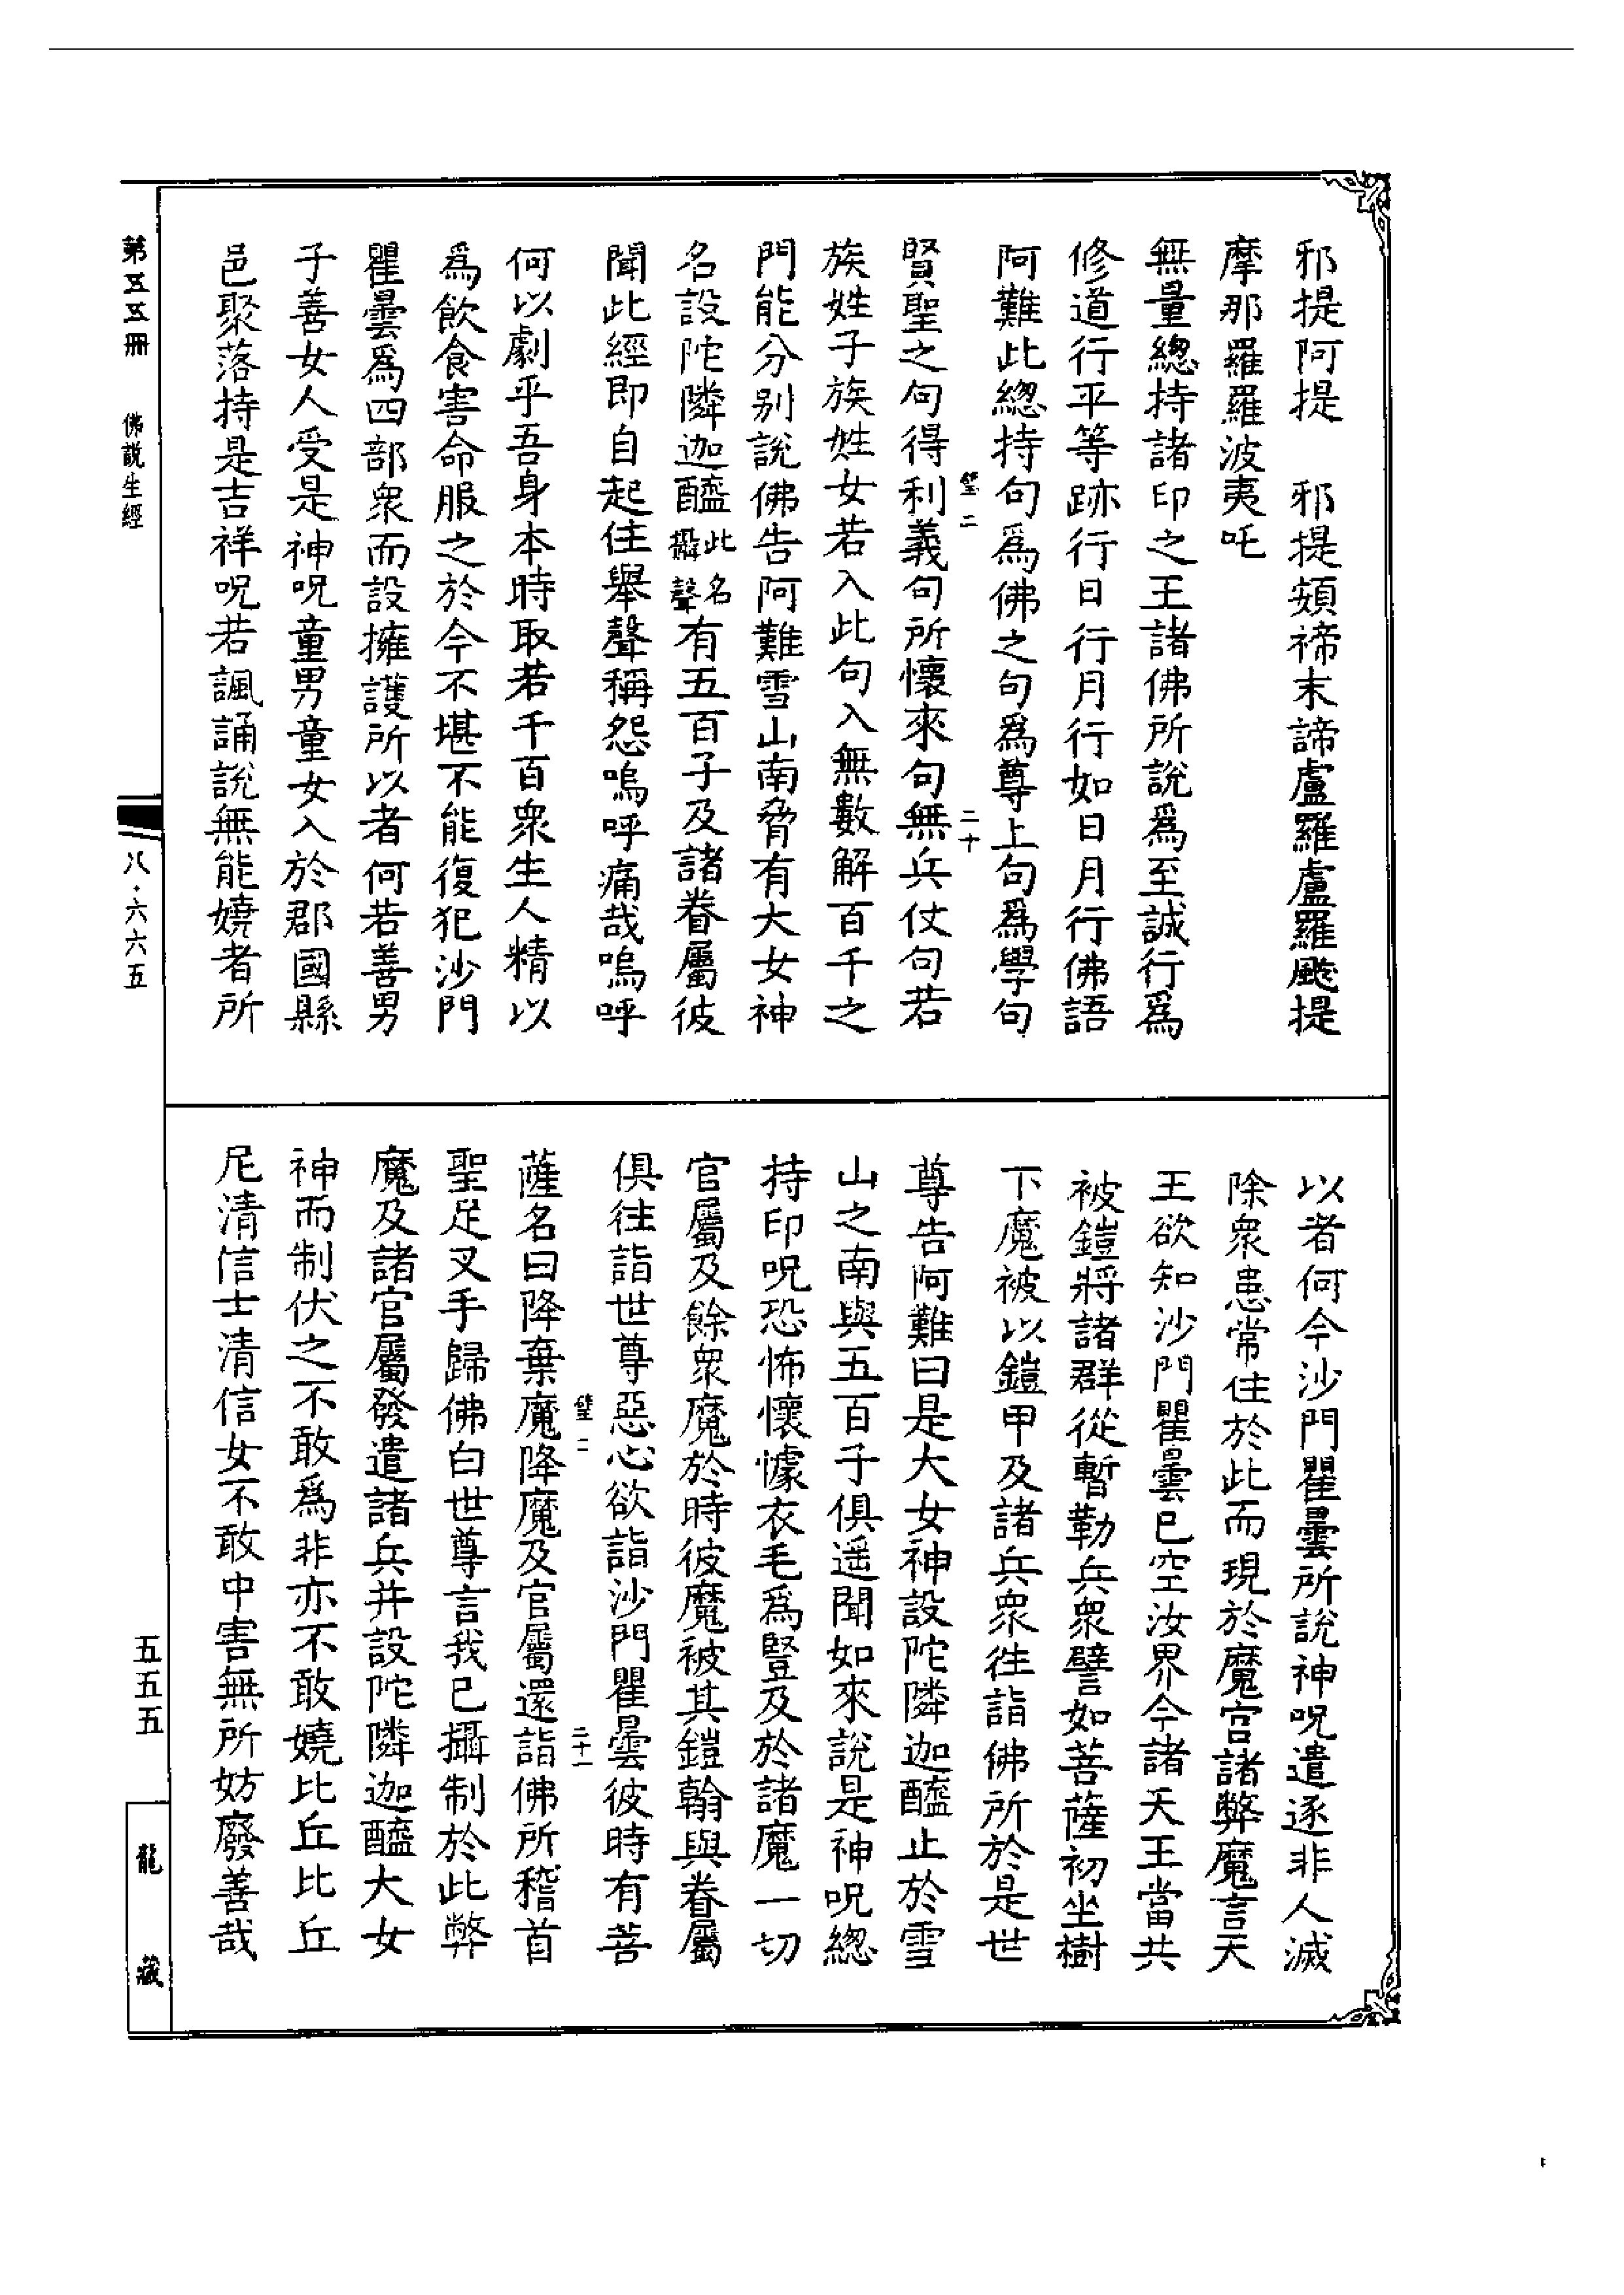 邪提阿提　邪提頞褅末諦盧羅盧羅颰提
摩那羅羅波夷吒
無量總持諸印之王諸佛所說爲至誠行爲
修道行平等跡行日行月行如日月行佛語
阿難此總持句爲佛之句爲尊上句爲學句
璧二　二十
賢聖之句得利義句所懷來句無兵仗句若
族姓子族姓女若入此句入無數解百千之
門能分别說佛告阿難雪山南脅有大女神
名設陀隣迦醯此名攝聲有五百子及諸眷屬彼
聞此經即自起住舉聲稱怨嗚呼痛哉嗚呼
何以劇乎吾身本時取若千百衆生人精以
爲飲食害命服之於今不堪不能復犯沙門
瞿曇爲四部衆而設擁護所以者何若善男
子善女人受是神呪童男童女入於郡國縣
邑聚落持是吉祥呪若諷誦說無能嬈者所
以者何今沙門瞿曇所說神呪遣逐非人滅
除衆患常住於此而現於魔宮諸弊魔言天
王欲知沙門瞿曇已空汝界今諸天王當共
被鎧將諸群從暫勒兵衆譬如菩薩初坐樹
下魔被以鎧甲及諸兵衆往詣佛所於是世
尊告阿難曰是大女神設陀隣迦醯止於雪
山之南與五百子俱遥聞如來說是神呪總
持印呪恐怖懷懅衣毛爲豎及於諸魔一切
官屬及餘衆魔於時彼魔被其鎧翰與眷屬
俱往詣世尊惡心欲詣沙門瞿曇彼時有菩
璧二　二十一
薩名曰降棄魔降魔及官屬還詣佛所稽首
聖足叉手歸佛白世尊言我已攝制於此弊
魔及諸官屬發遣諸兵并設陀隣迦醯大女
神而制伏之不敢爲非亦不敢嬈比丘比丘
尼清信士清信女不敢中害無所妨廢善哉
第五五冊　佛說生經
八·六六五
五五五
龍藏